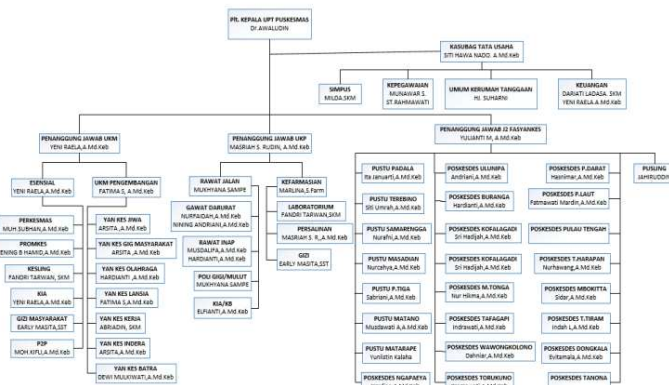 Plt. KEPALA UPT PUSKESMAS
Dr.AWALUDIN
KASUBAG TATA USAHA
SITI HAWA NADO. A Md.Keb
SIMPUS
MILDA.SKM
KEPEGAWAIAN
MUNAWAR S.
ST.RAHMAWATI
UMUM KERUMAH TANGGAAN
HJ. SUHARNI
KEUANGAN
DARIATI LADASA. SKM
YENI RAELA.A.Md.Keb
PENANGGUNG JAWAB UKM
YENI RAELA,A Md.Keb
PENANGGUNG JAWAB UKP
MASRIAH S. RUDIN, A Md.Keb
PENANGGUNG JAWAB J2 FASYANKES
YULIANTI M, A Md.Keb
ESENSIAL
YENI RAELA,A.Md.Keb
UKM PENGEMBANGAN
FATIMA S, A.Md.Keb
PERKESMAS
MUH.SUBHAN,A.Md.Keb
PROMKES
ENING B HAMID,A.Md.Keb
KESLING
FANDRI TARWAN, SKM
KIA
YENI RAELA,A.Md.Keb
GIZI MASYARAKAT
EARLY MASITA,SST
P2P
MOH KIFLI,A.Md.Keb
YAN KES JIWA
ARSITA ,A.Md.Keb
YAN KES GIG MASYARAKAT
ARSITA ,A.Md.Keb
YAN KES OLAHRAGA
HARDIANTI ,A.Md.Keb
YAN KES LANSIA
FATIMA S,A.Md.Keb
YAN KES KERJA
ABRIADIN, SKM
YAN KES INDERA
ARSITA,A.Md.Keb
YAN KES BATRA
DEWI MULKIWATI,A.Md.Keb
RAWAT JALAN
MUKHYANA SAMPE
GAWAT DARURAT
NURFAIDAH,A.Md.Keb
NINING ANDRIANI,A.Md.Keb
RAWAT INAP
MUSDALIFA,A.Md.Keb
HARDIANTI,A.Md.Keb
POLI GIGI/MULUT
MUKHYANA SAMPE
KIA/KB
ELFIANTI,A.Md.Keb
KEFARMASIAN
MARLINA,S.Farm
LABORATORIUM
FANDRI TARWAN,SKM
PERSALINAN
MASRIAH S. R,,A.Md.Keb
GIZI
EARLY MASITA,SST
PUSTU PADALA
Ita Januarti,A.Md.Keb
PUSTU TEREBINO
Siti Umrah,A.Md.Keb
PUSTU SAMARENGGA
Nurafni,A.Md.Keb
PUSTU MASADIAN
Nurcahya,A.Md.Keb
PUSTU P.TIGA
Sabriani,A.Md.Keb
PUSTU MATANO
Musdawati A,A.Md.Keb
PUSTU MATARAPE
Yunlistin Kalaha
POSKESDES NGAPAEYA
POSKESDES ULUNIPA
Andriani,A.Md.Keb
POSKESDES BURANGA
Hardianti,A.Md.Keb
POSKESDES KOFALAGADI
Sri Hadijah,A.Md.Keb
POSKESDES KOFALAGADI
Sri Hadijah,A.Md.Keb
POSKESDES M.TONGA
Nur Hikma,A.Md.Keb
POSKESDES TAFAGAPI
Indrawati,A.Md.Keb
POSKESDES WAWONGKOLONO
Dahniar,A.Md.Keb
POSKESDES TORUKUNO
POSKESDES P.DARAT
Hasnimar,A.Md.Keb
POSKESDES P.LAUT
Fatmawati Mardin,A.Md.Keb
POSKESDES PULAU TENGAH
POSKESDES T.HARAPAN
Nurhawang,A.Md.Keb
POSKESDES MBOKITTA
Sidar,A.Md.Keb
POSKESDES T.TIRAM
Indah L,A.Md.Keb
POSKESDES DONGKALA
Evitamala,A.Md.Keb
POSKESDES TANONA
PUSLING
JAHIRUDDIN